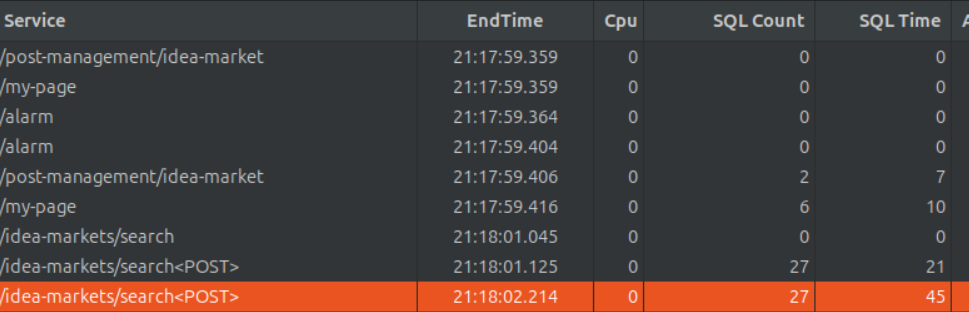 Service EndTime Cpu SQL Count SQL Time A
/post-management/idea-market 21:17:59.359 0 0 0
/my-page 21:17:59.359 0 0 0
/alarm 21:17:59.364 0 0 0
/alarm 21:17:59.404 0 0 0
/post-management/idea-market 21:17:59.406 0 2 7
/my-page 21:17:59.416 0 6 10
/idea-markets/search 21:18:01.045 0 0 0
/idea-markets/search<POST> 21:18:01.125 0 27 21
/idea-markets/search<POST> 21:18:02.214 0 27 45